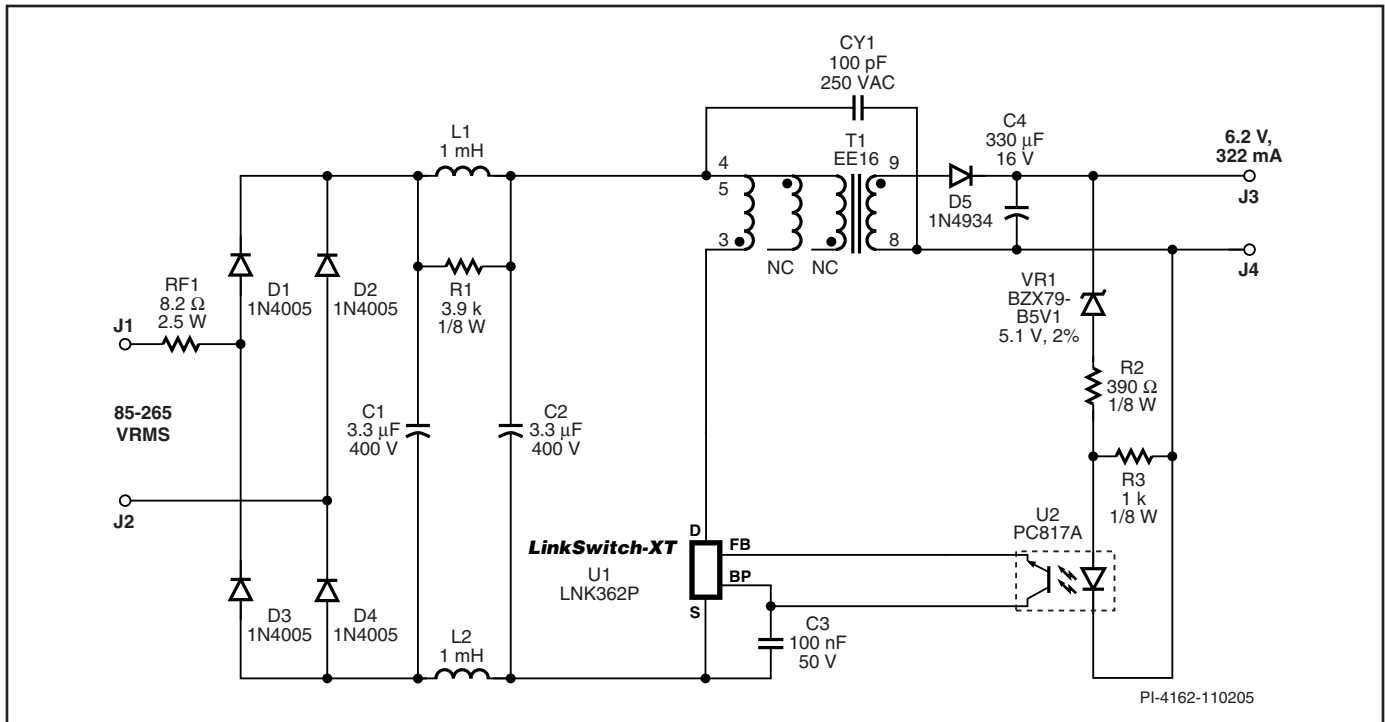 CY1
100 pF
250 VAC
L1
1 mH
T1
EE16
C4
330 µF
16 V
6.2 V,
322 mA
4
5
3
9
8
D5
1N4934
J3
J4
NC
NC
RF1
8.2 Ω
2.5 W
D1
1N4005
D2
1N4005
R1
3.9 k
1/8 W
VR1
BZX79-
B5V1
5.1 V, 2%
J1
85-265
VRMS
J2
C1
3.3 µF
400 V
C2
3.3 µF
400 V
R2
390 Ω
1/8 W
R3
1 k
1/8 W
U2
PC817A
LinkSwitch-XT
U1
LNK362P
D
FB
BP
S
D3
1N4005
D4
1N4005
L2
1 mH
C3
100 nF
50 V
PI-4162-110205